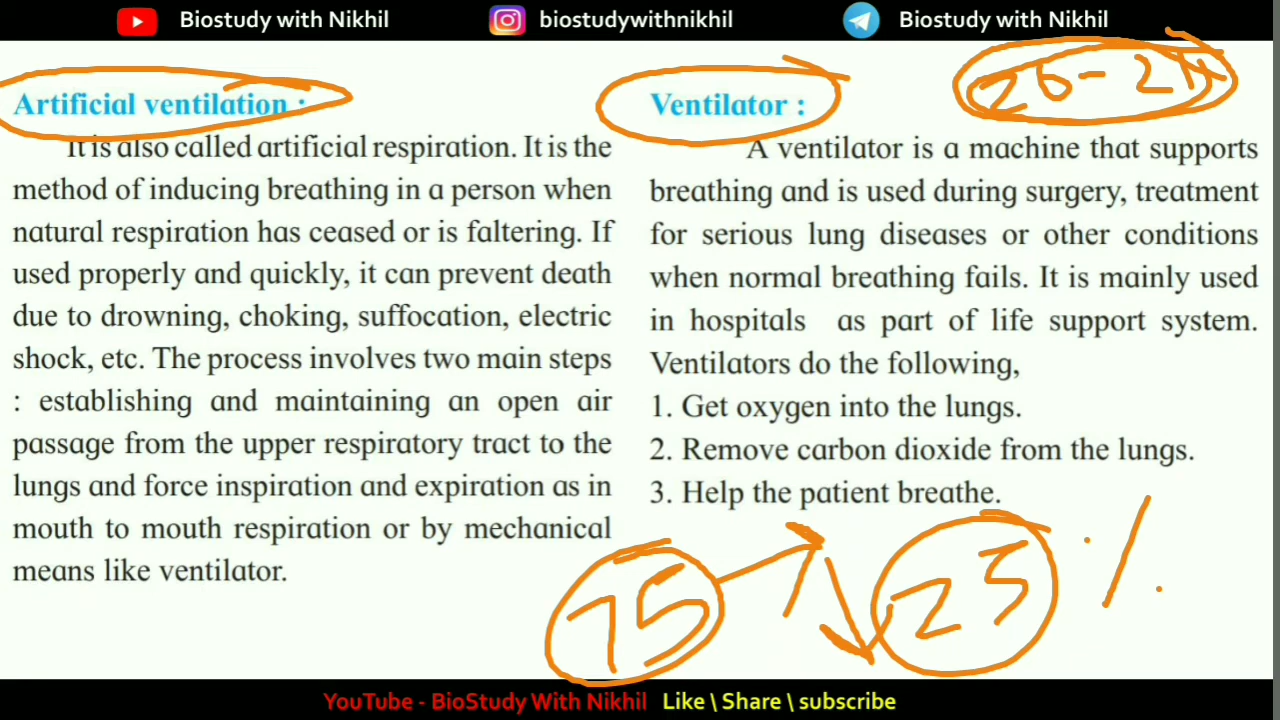 Biostudy with Nikhil biostudywithnikhil Biostudy with Nikhil
Artificial ventilation :
It is also called artificial respiration. It is the
method of inducing breathing in a person when
natural respiration has ceased or is faltering. If
used properly and quickly, it can prevent death
due to drowning, choking, suffocation, electric
shock, etc. The process involves two main steps
: establishing and maintaining an open air
passage from the upper respiratory tract to the
lungs and force inspiration and expiration as in
mouth to mouth respiration or by mechanical
means like ventilator.
Ventilator :
A ventilator is a machine that supports
breathing and is used during surgery, treatment
for serious lung diseases or other conditions
when normal breathing fails. It is mainly used
in hospitals as part of life support system.
Ventilators do the following,
1. Get oxygen into the lungs.
2. Remove carbon dioxide from the lungs.
3. Help the patient breathe.
75 23 %
YouTube - BioStudy With Nikhil Like \ Share \ subscribe